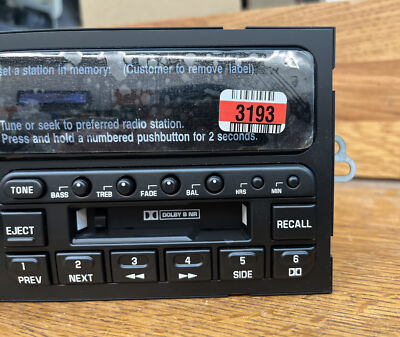 set a station in memory: (Customer to remove label)
3193
Tune or seek to preferred radio station.
Press and hold a numbered pushbutton for 2 seconds.
TONE BASS TREB FADE BAL HRS MIN
EJECT DOLBY B NR RECALL
1 2 3 4 5 6
PREV NEXT ◀◀ ▶▶ SIDE